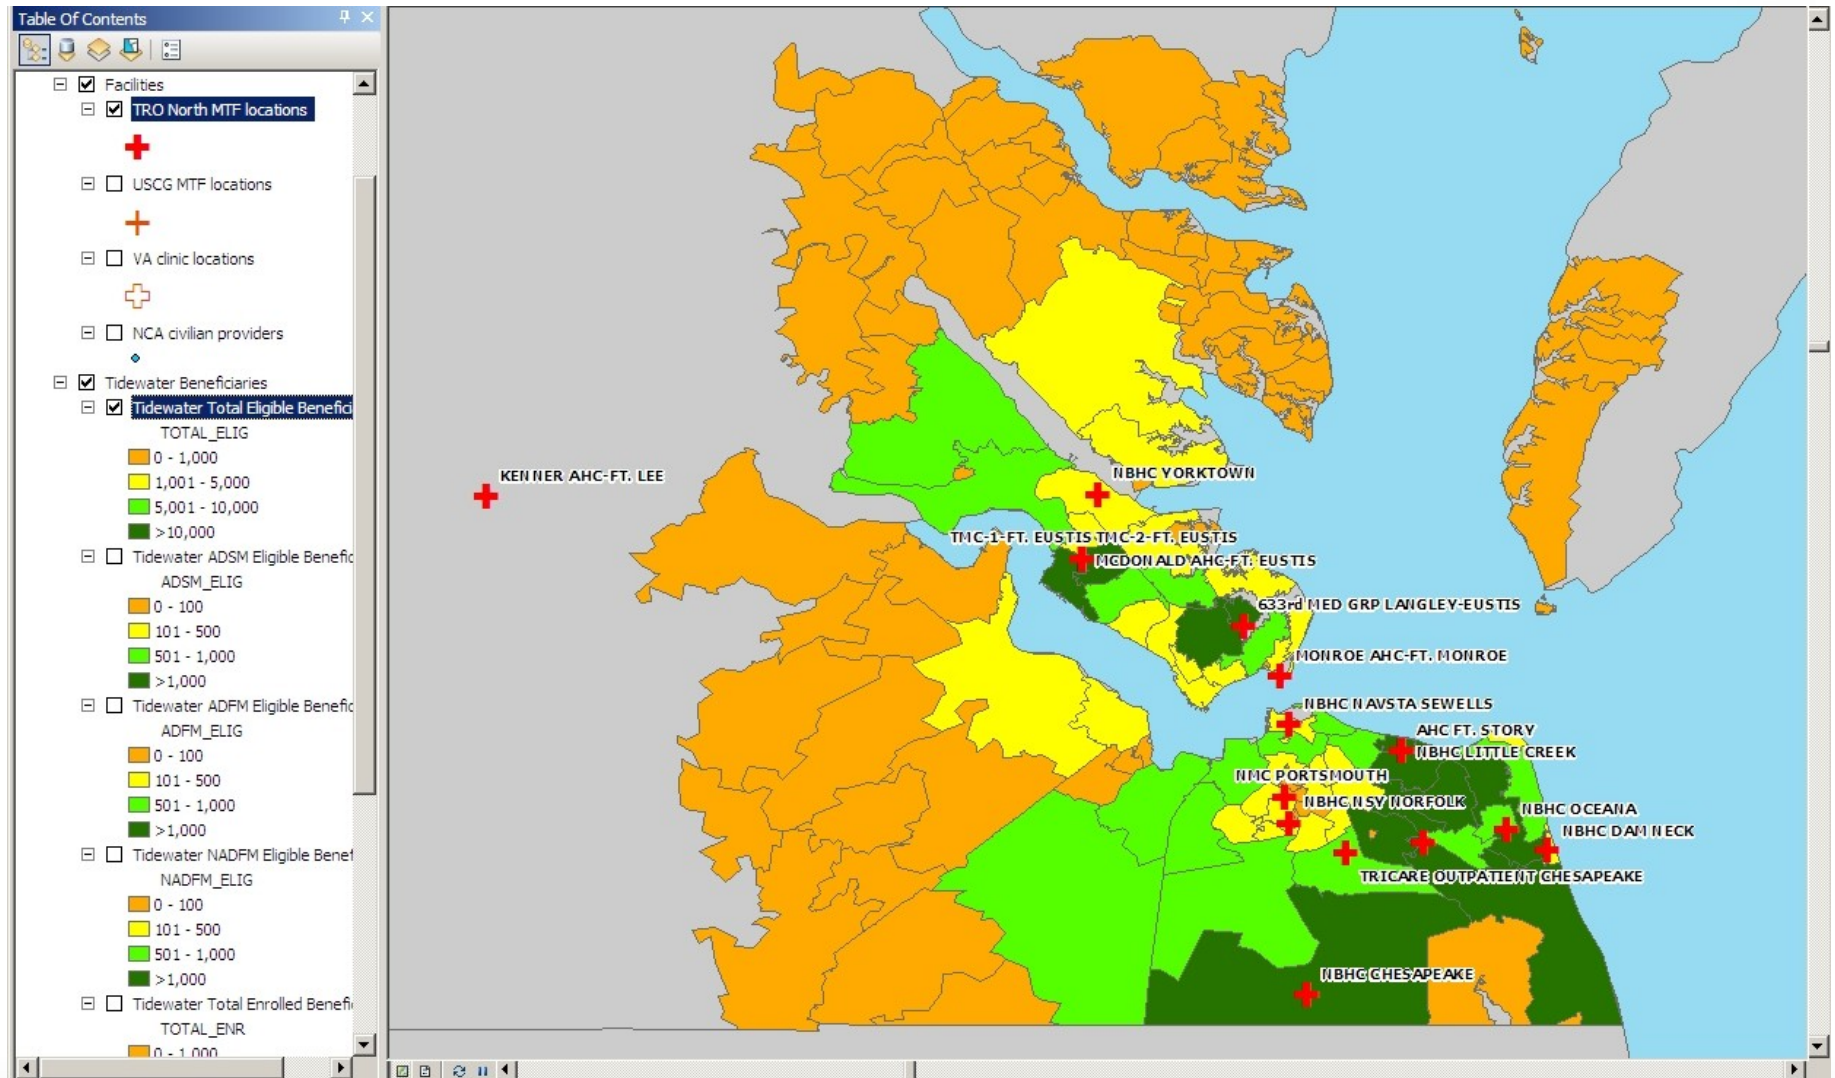 Table Of Contents
Facilities
TRO North MTF locations
USCG MTF locations
VA clinic locations
NCA civilian providers
Tidewater Beneficiaries
Tidewater Total Eligible Benefici
TOTAL_ELIG
0 - 1,000
1,001 - 5,000
5,001 - 10,000
>10,000
Tidewater ADSM Eligible Benefic
ADSM_ELIG
0 - 100
101 - 500
501 - 1,000
>1,000
Tidewater ADFM Eligible Benefic
ADFM_ELIG
0 - 100
101 - 500
501 - 1,000
>1,000
Tidewater NADFM Eligible Benef
NADFM_ELIG
0 - 100
101 - 500
501 - 1,000
>1,000
Tidewater Total Enrolled Benefi
TOTAL_ENR
0 - 1,000
KENNER AHC-FT. LEE
NBHC YORKTOWN
TMC-1-FT. EUSTIS TMC-2-FT. EUSTIS
MCDONALD AHC-FT. EUSTIS
633rd MED GRP LANGLEY-EUSTIS
MONROE AHC-FT. MONROE
NBHC NAVSTA SEWELLS
AHC FT. STORY
NBHC LITTLE CREEK
NMC PORTSMOUTH
NBHC NSY NORFOLK
NBHC OCEANA
NBHC DAM NECK
TRICARE OUTPATIENT CHESAPEAKE
NBHC CHESAPEAKE